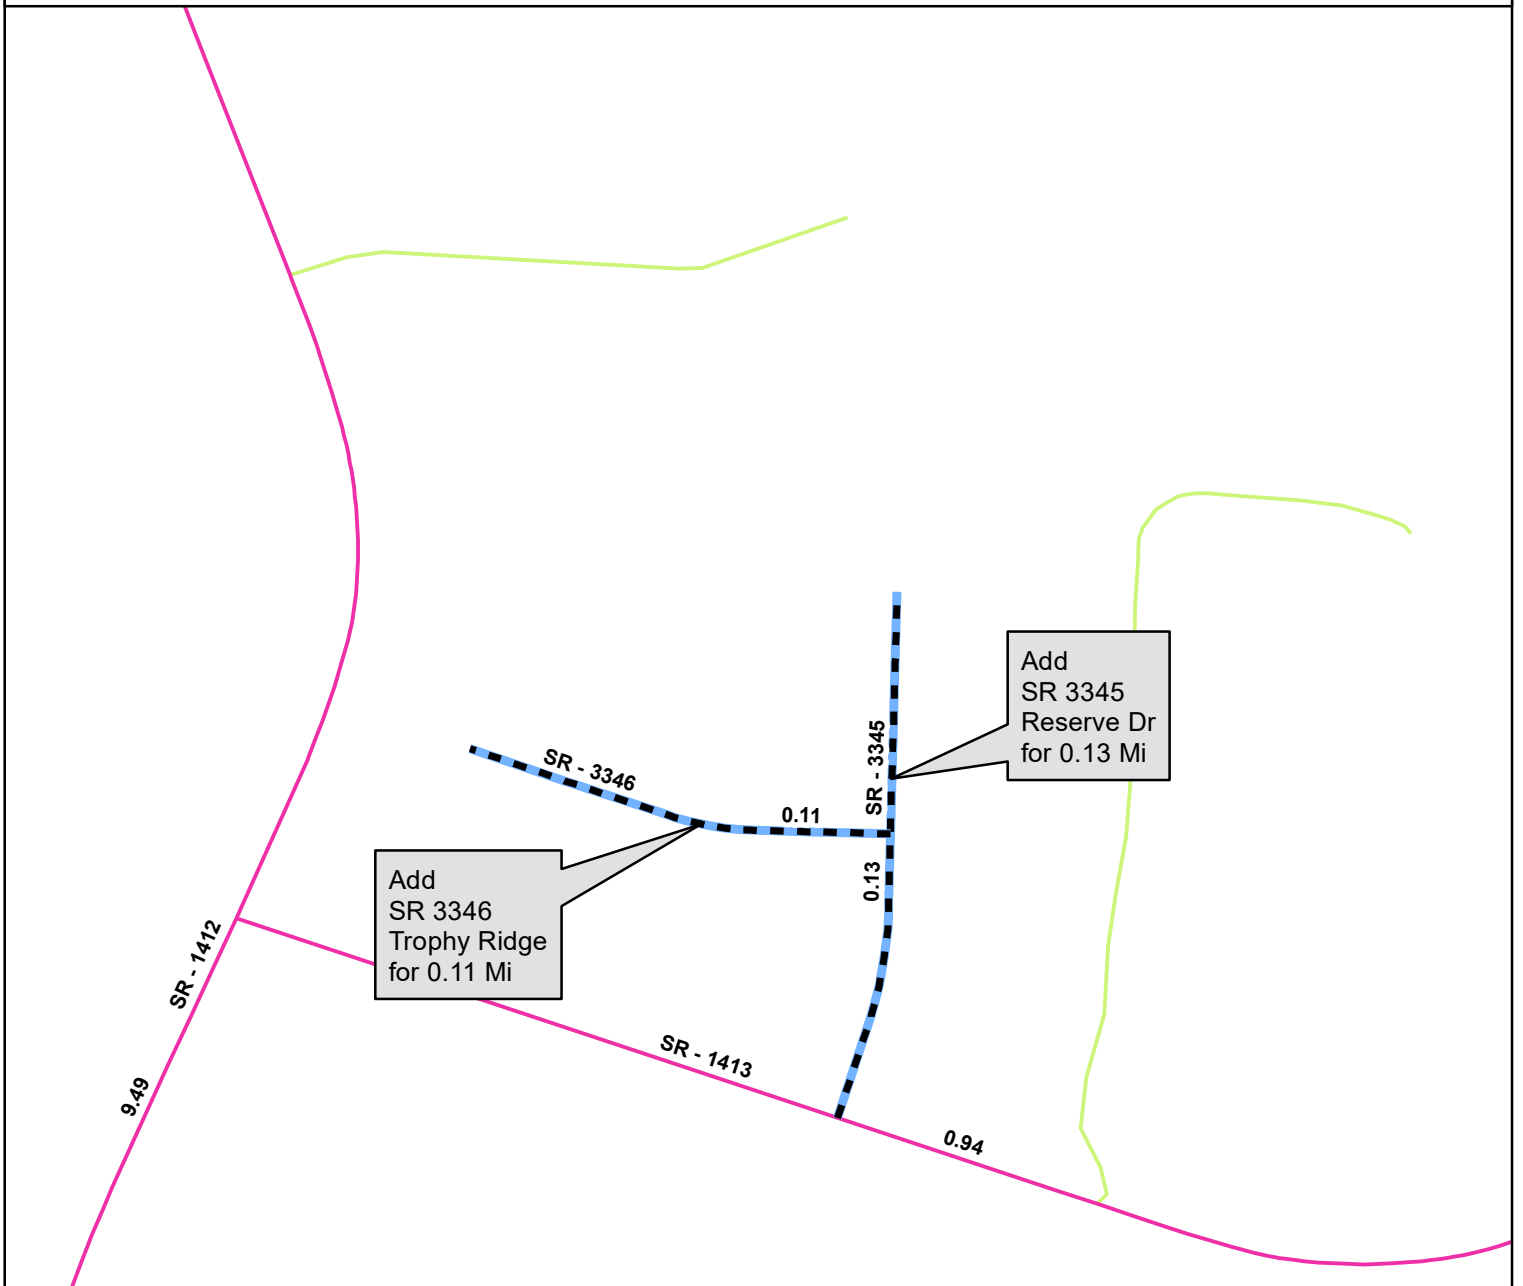 Add
SR 3345
Reserve Dr
for 0.13 Mi
SR - 3345
SR - 3346
0.11
0.13
Add
SR 3346
Trophy Ridge
for 0.11 Mi
SR - 1412
9.49
SR - 1413
0.94